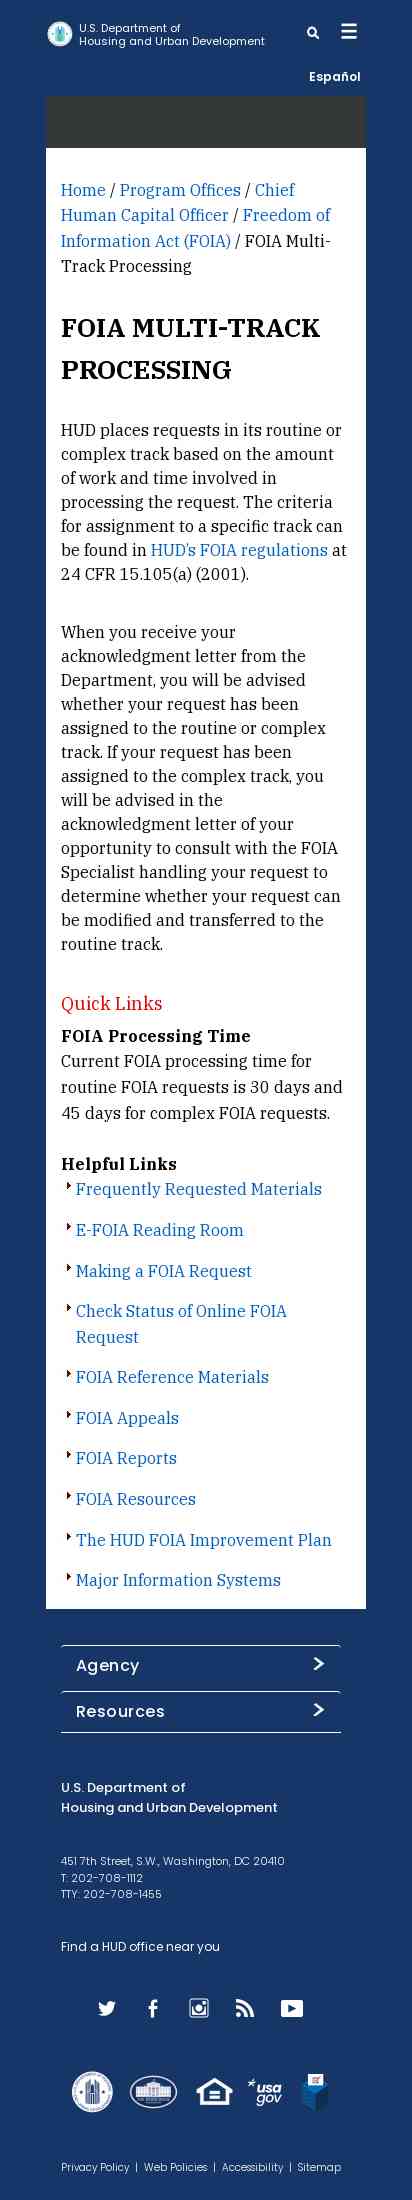 U.S. Department of
Housing and Urban Development
Español
Home / Program Offices / Chief
Human Capital Officer / Freedom of
Information Act (FOIA) / FOIA Multi-
Track Processing
FOIA MULTI-TRACK
PROCESSING
HUD places requests in its routine or
complex track based on the amount
of work and time involved in
processing the request. The criteria
for assignment to a specific track can
be found in HUD's FOIA regulations at
24 CFR 15.105(a) (2001).
When you receive your
acknowledgment letter from the
Department, you will be advised
whether your request has been
assigned to the routine or complex
track. If your request has been
assigned to the complex track, you
will be advised in the
acknowledgment letter of your
opportunity to consult with the FOIA
Specialist handling your request to
determine whether your request can
be modified and transferred to the
routine track.
Quick Links
FOIA Processing Time
Current FOIA processing time for
routine FOIA requests is 30 days and
45 days for complex FOIA requests.
Helpful Links
Frequently Requested Materials
E-FOIA Reading Room
Making a FOIA Request
Check Status of Online FOIA
Request
FOIA Reference Materials
FOIA Appeals
FOIA Reports
FOIA Resources
The HUD FOIA Improvement Plan
Major Information Systems
Agency
Resources
U.S. Department of
Housing and Urban Development
451 7th Street, S.W., Washington, DC 20410
T: 202-708-1112
TTY: 202-708-1455
Find a HUD office near you
usa
gov
Privacy Policy | Web Policies | Accessibility | Sitemap